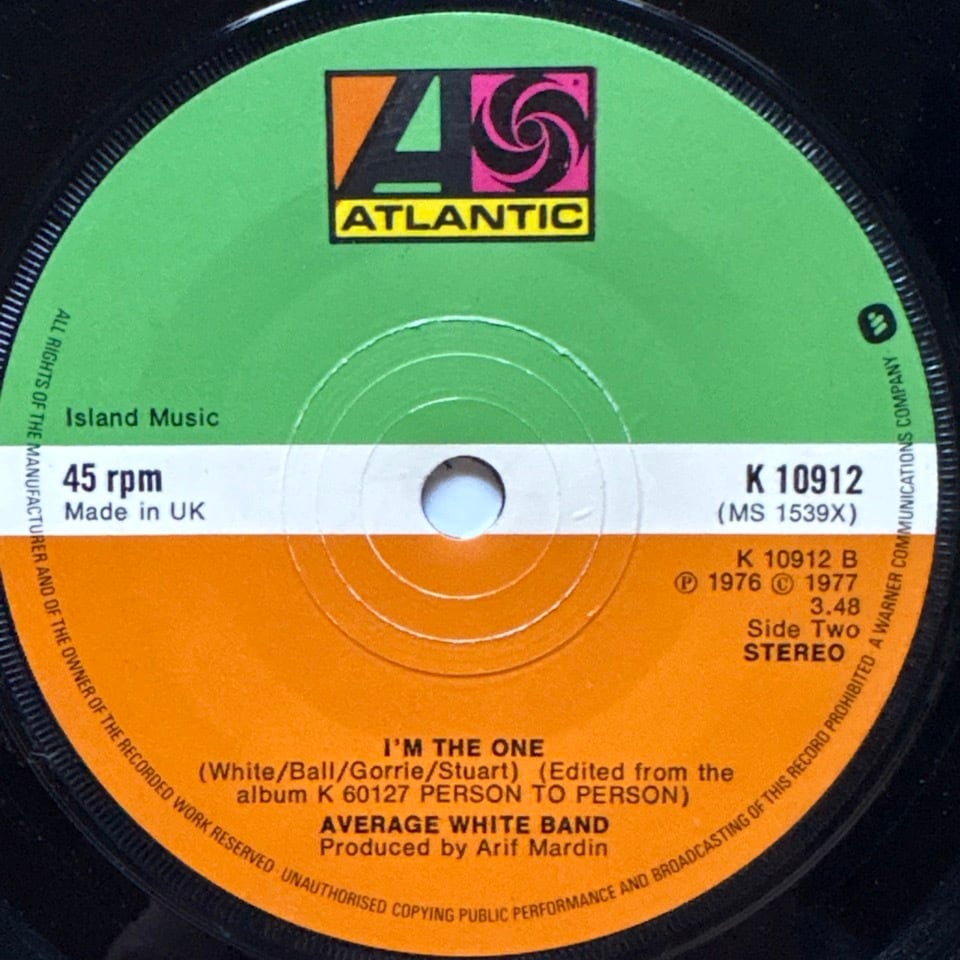 ATLANTIC
Island Music
45 rpm
Made in UK
K 10912
(MS 1539X)
K 10912 B
Ⓟ 1976 © 1977
3.48
Side Two
STEREO
I'M THE ONE
(White/Ball/Gorrie/Stuart) (Edited from the
album K 60127 PERSON TO PERSON)
AVERAGE WHITE BAND
Produced by Arif Mardin
ALL RIGHTS OF THE MANUFACTURER AND OF THE OWNER OF THE RECORDED WORK RESERVED · UNAUTHORISED COPYING PUBLIC PERFORMANCE AND BROADCASTING OF THIS RECORD PROHIBITED · A WARNER COMMUNICATIONS COMPANY